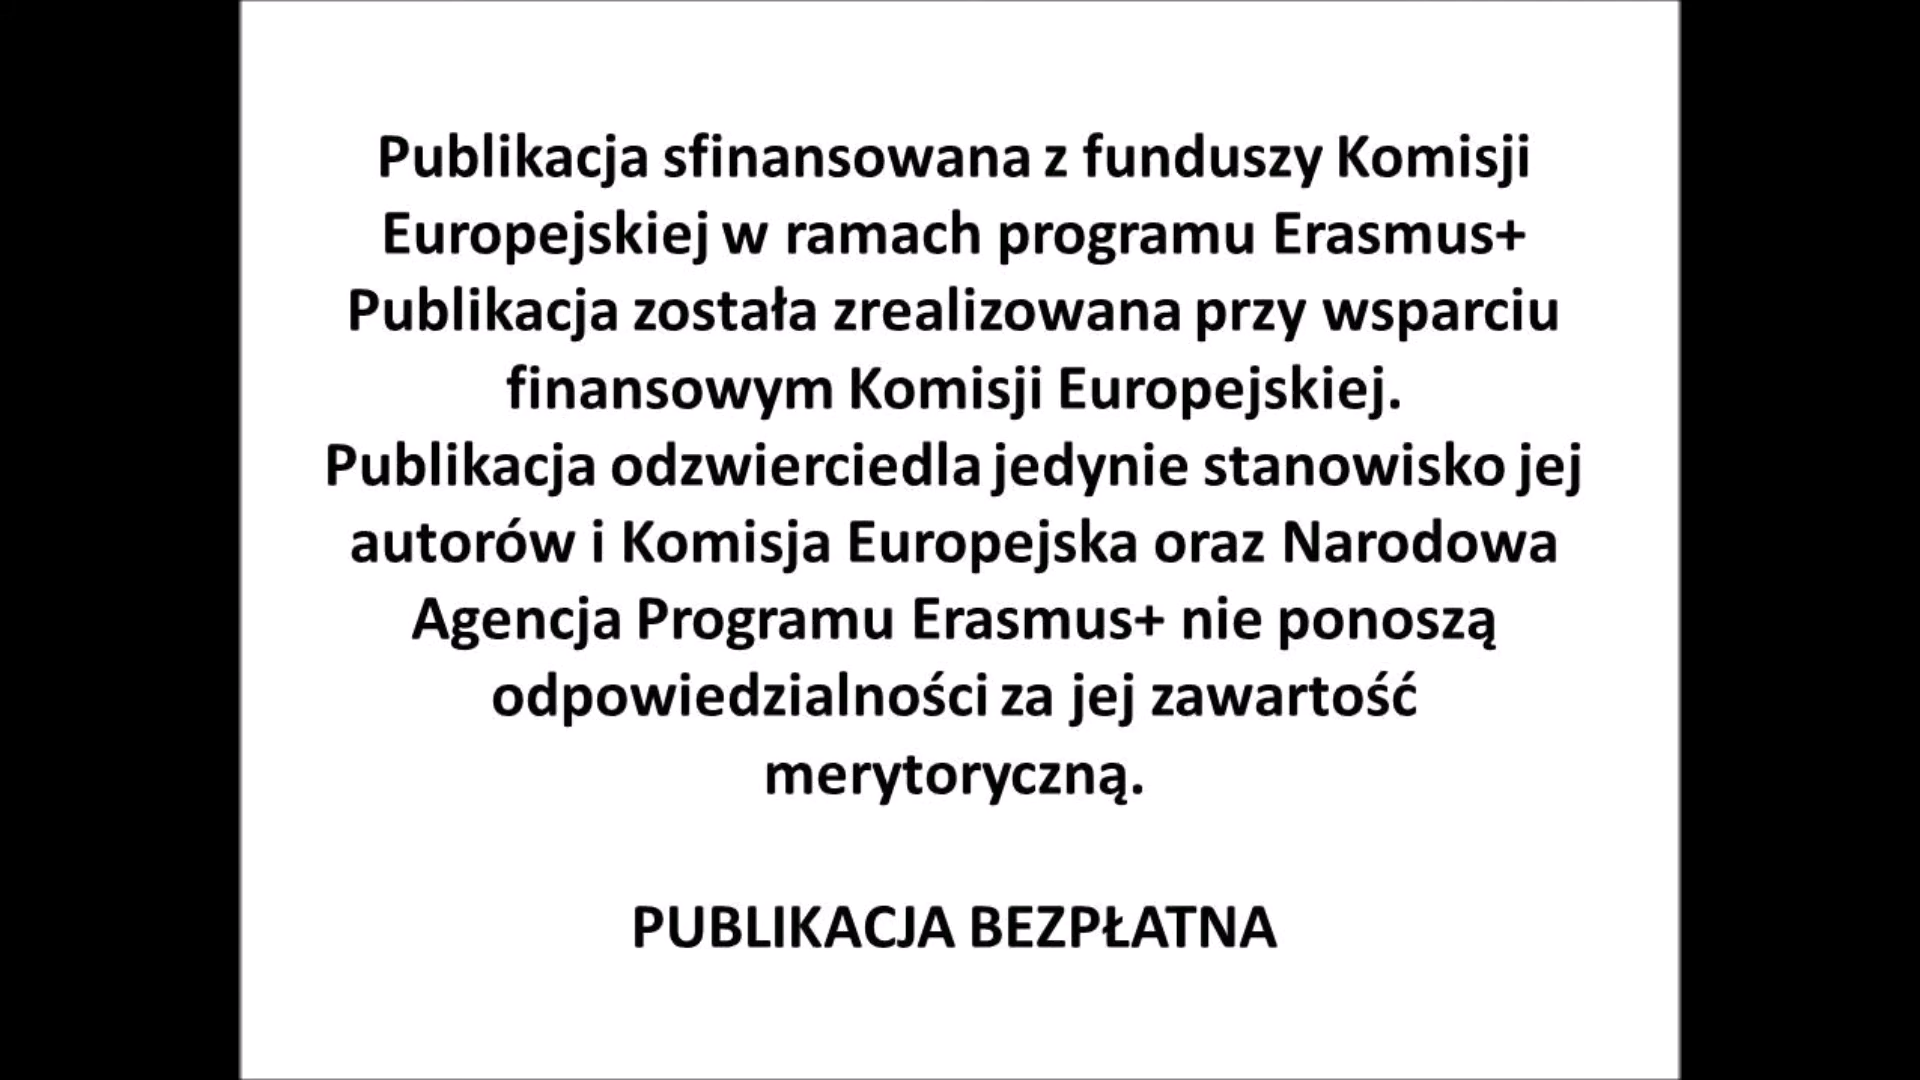 Publikacja sfinansowana z funduszy Komisji
Europejskiej w ramach programu Erasmus+
Publikacja została zrealizowana przy wsparciu
finansowym Komisji Europejskiej.
Publikacja odzwierciedla jedynie stanowisko jej
autorów i Komisja Europejska oraz Narodowa
Agencja Programu Erasmus+ nie ponoszą
odpowiedzialności za jej zawartość
merytoryczną.
PUBLIKACJA BEZPŁATNA